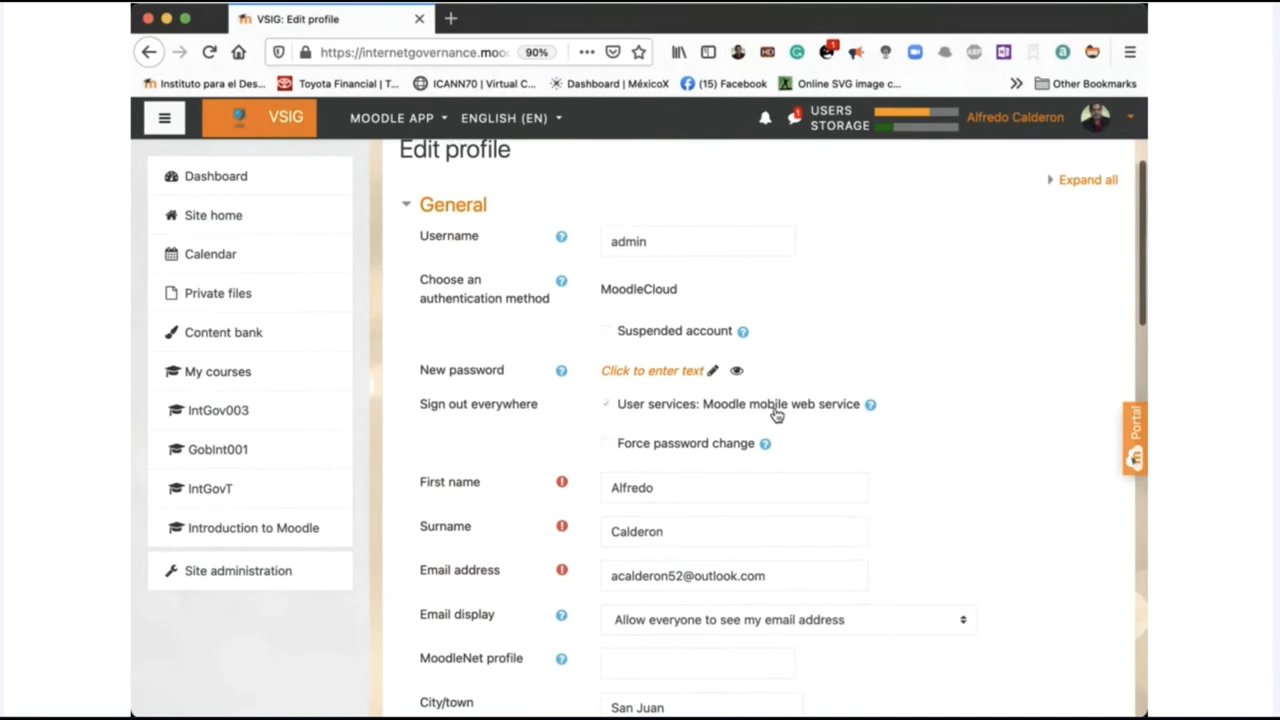 VSIG: Edit profile
https://internetgovernance.moo
90%
Instituto para el Des...
Toyota Financial | T...
ICANN70 | Virtual C...
Dashboard | MéxicoX
(15) Facebook
Online SVG image c...
Other Bookmarks
VSIG
MOODLE APP
ENGLISH (EN)
USERS
STORAGE
Alfredo Calderon
Dashboard
Site home
Calendar
Private files
Content bank
My courses
IntGov003
GobInt001
IntGovT
Introduction to Moodle
Site administration
Edit profile
Expand all
General
Username
admin
Choose an
authentication method
MoodleCloud
Suspended account
New password
Click to enter text
Sign out everywhere
User services: Moodle mobile web service
Force password change
First name
Alfredo
Surname
Calderon
Email address
acalderon52@outlook.com
Email display
Allow everyone to see my email address
MoodleNet profile
City/town
San Juan
Portal